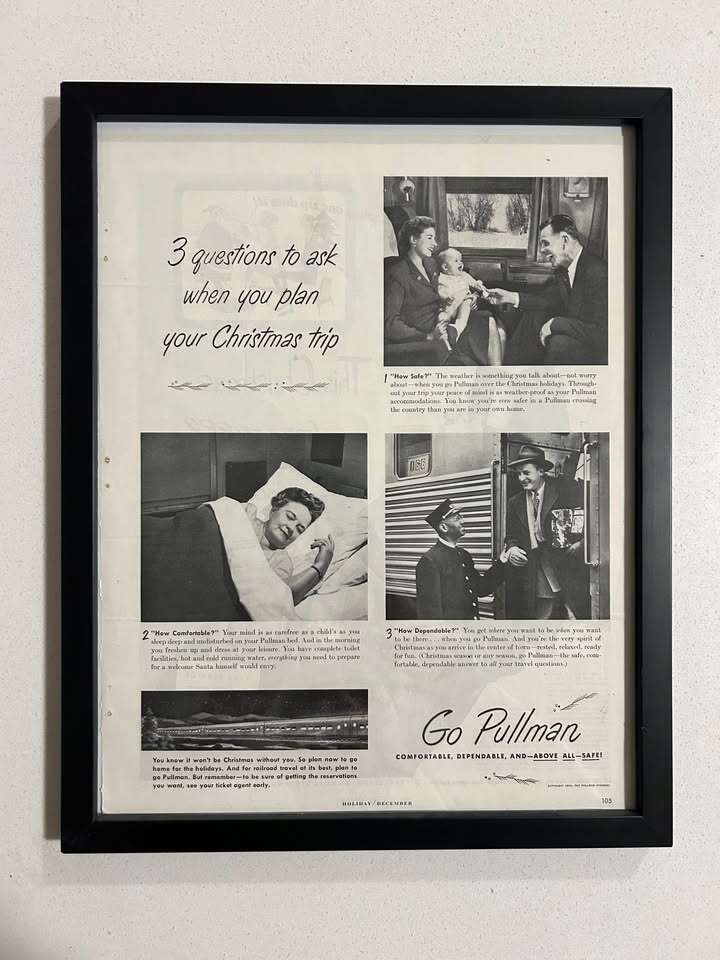 3 questions to ask
when you plan
your Christmas trip
1 "How Safe?" The weather is something you talk about—not worry
about—when you go Pullman over the Christmas holidays. Through-
out your trip your peace of mind is as weather-proof as your Pullman
accommodations. You know you're even safer in a Pullman crossing
the country than you are in your own home.
2 "How Comfortable?" Your mind is as carefree as a child's as you
sleep deep and undisturbed on your Pullman bed. And in the morning
you freshen up and dress at your leisure. You have complete toilet
facilities, hot and cold running water, everything you need to prepare
for a welcome Santa himself would envy.
186
3 "How Dependable?" You get where you want to be when you want
to be there . . . when you go Pullman. And you're the very spirit of
Christmas as you arrive in the center of town—rested, relaxed, ready
for fun. (Christmas season or any season, go Pullman—the safe, com-
fortable, dependable answer to all your travel questions.)
You know it won't be Christmas without you. So plan now to go
home for the holidays. And for railroad travel at its best, plan to
go Pullman. But remember—to be sure of getting the reservations
you want, see your ticket agent early.
Go Pullman
COMFORTABLE, DEPENDABLE, AND—ABOVE ALL—SAFE!
THE PULLMAN COMPANY
HOLIDAY / DECEMBER
105